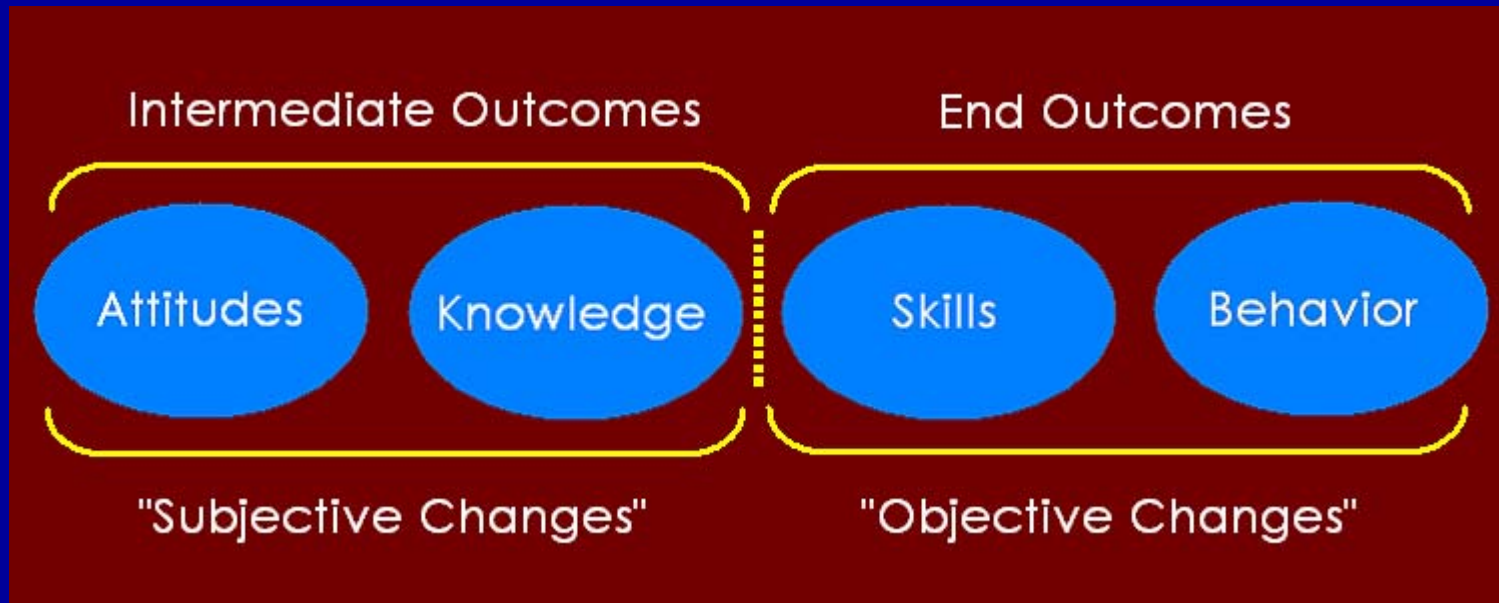 Intermediate Outcomes
End Outcomes
Attitudes
Knowledge
Skills
Behavior
"Subjective Changes"
"Objective Changes"